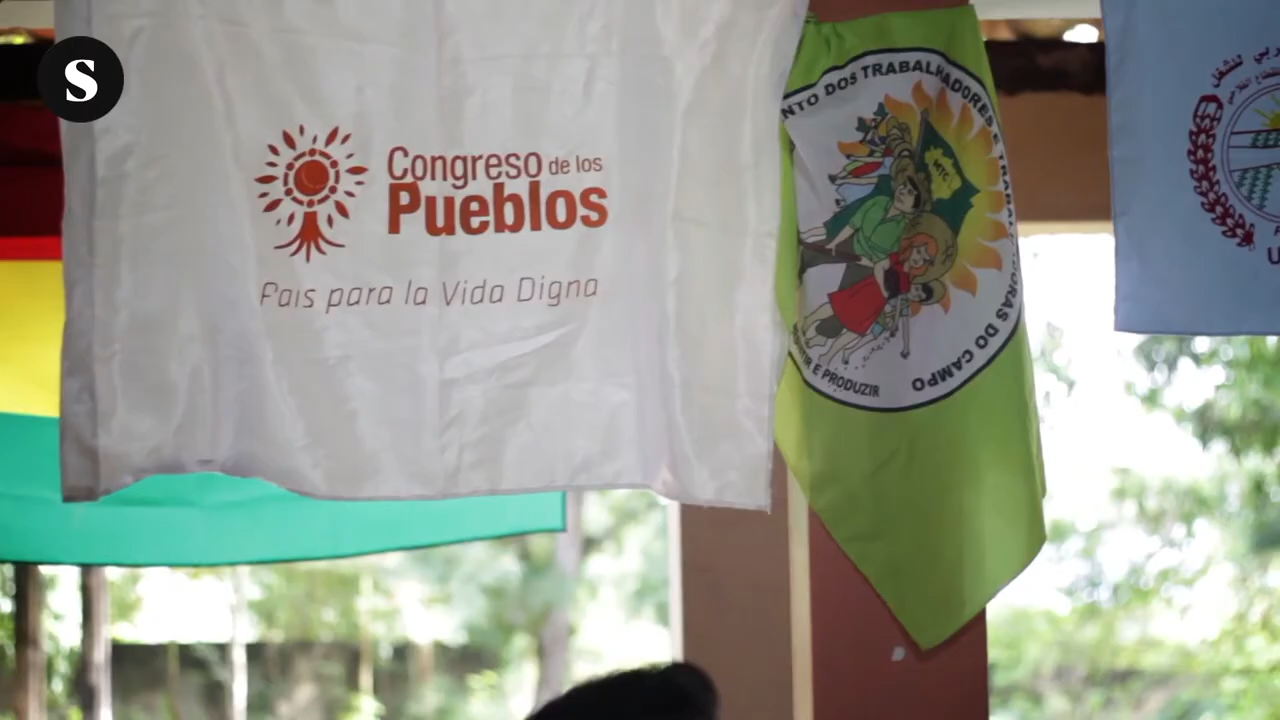 S
Congreso de los
Pueblos
País para la Vida Digna
NTO DOS TRABALHADORES E TRABALHADORAS DO CAMPO
E PRODUZIR
MTC